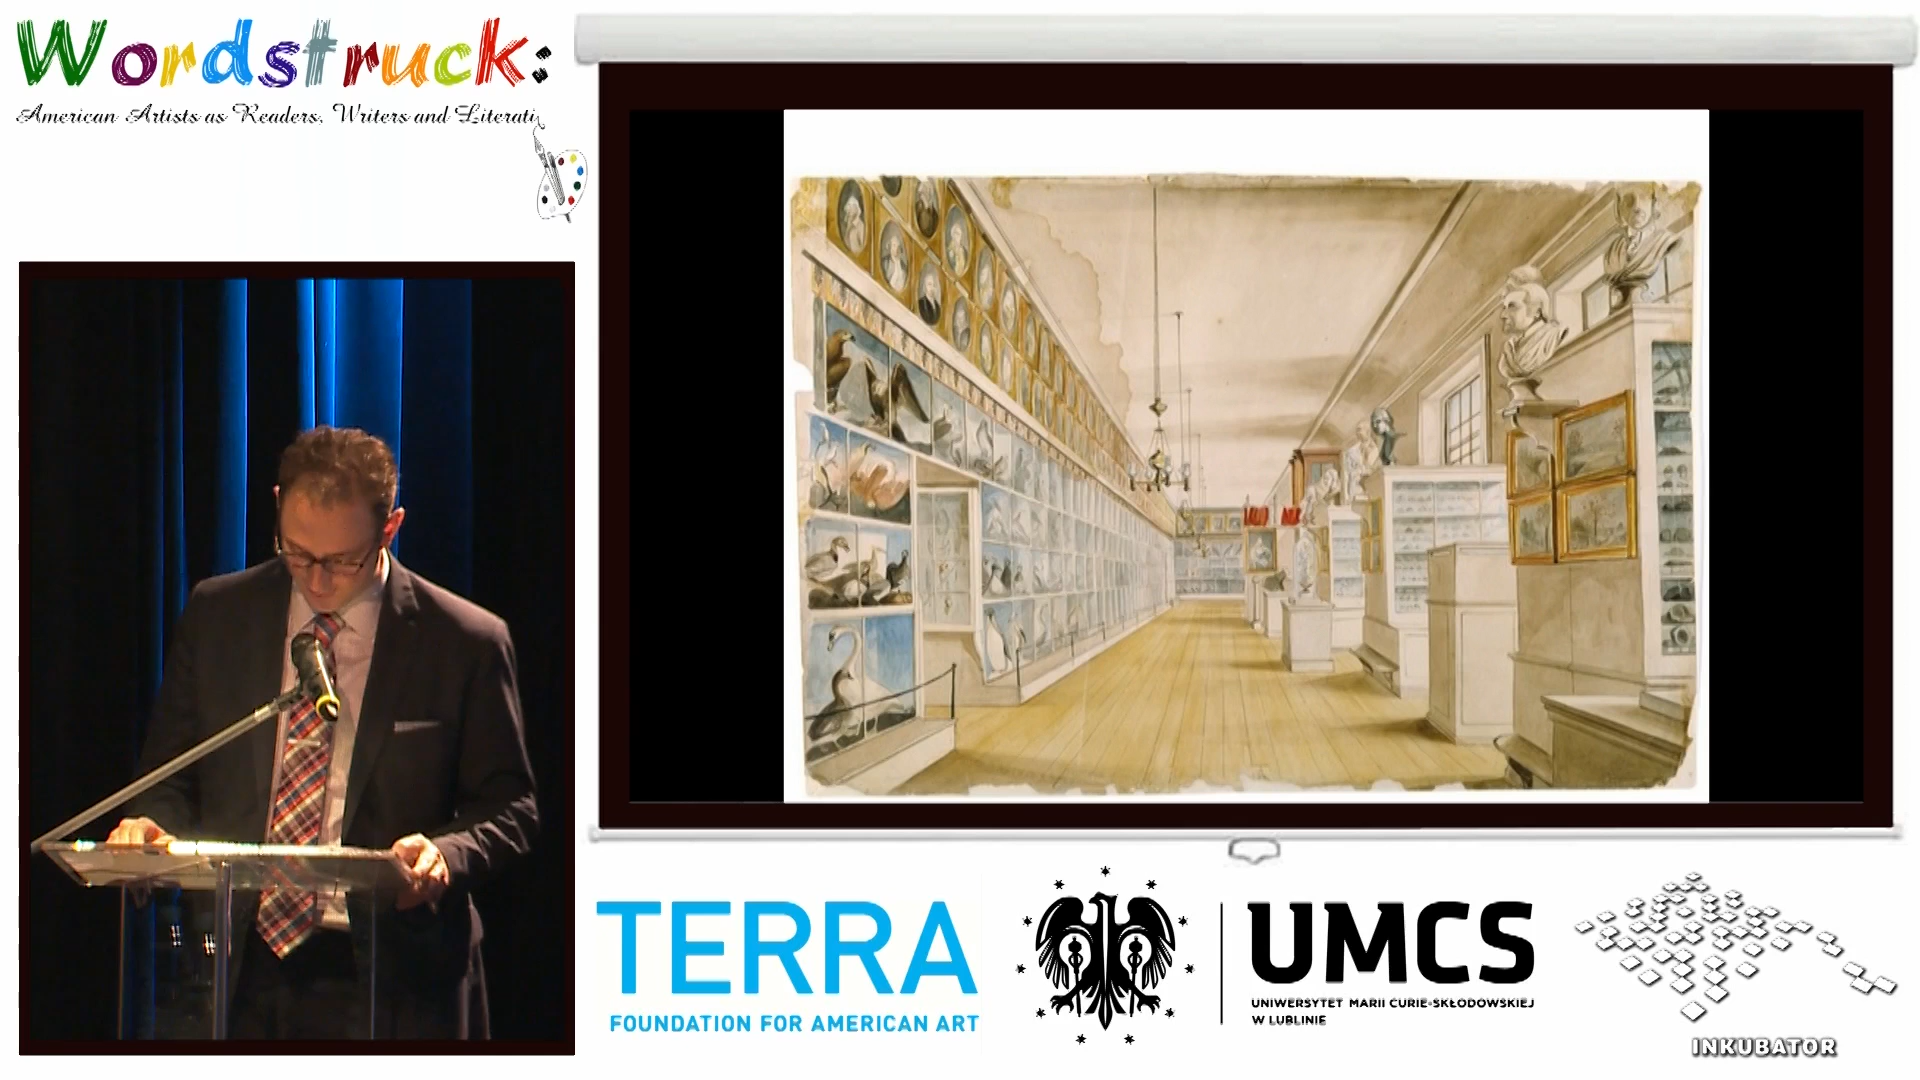 Wordstruck:
American Artists as Readers, Writers and Literati
TERRA
FOUNDATION FOR AMERICAN ART
UMCS
UNIWERSYTET MARII CURIE-SKŁODOWSKIEJ
W LUBLINIE
INKUBATOR